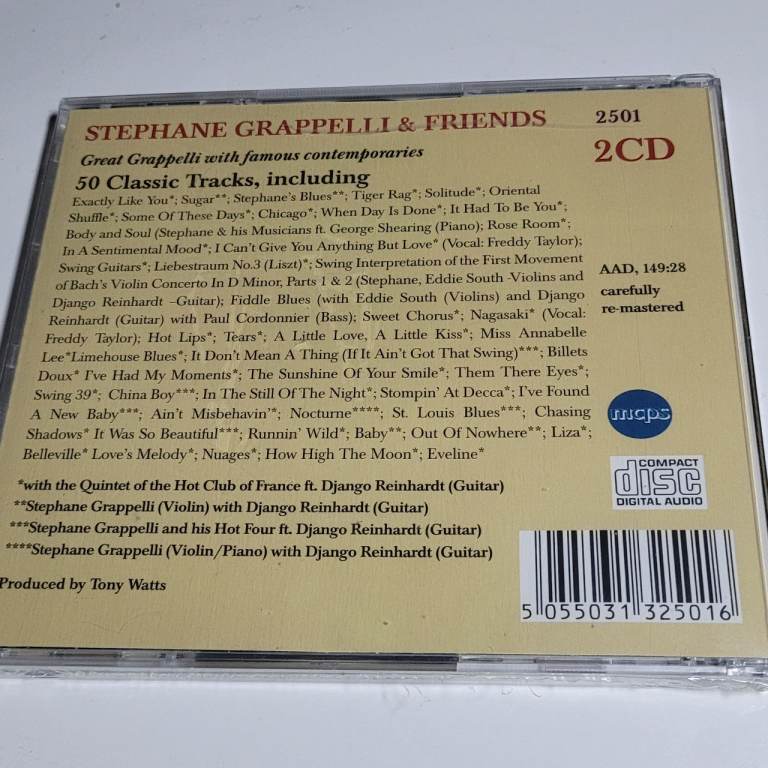 STEPHANE GRAPPELLI & FRIENDS
2501
Great Grappelli with famous contemporaries
2CD
50 Classic Tracks, including
Exactly Like You*; Sugar**; Stephane's Blues**; Tiger Rag*; Solitude*; Oriental
Shuffle*; Some Of These Days*; Chicago*; When Day Is Done*; It Had To Be You*;
Body and Soul (Stephane & his Musicians ft. George Shearing (Piano); Rose Room*;
In A Sentimental Mood*; I Can't Give You Anything But Love* (Vocal: Freddy Taylor);
Swing Guitars*; Liebestraum No.3 (Liszt)*; Swing Interpretation of the First Movement
of Bach's Violin Concerto In D Minor, Parts 1 & 2 (Stephane, Eddie South -Violins and
Django Reinhardt –Guitar); Fiddle Blues (with Eddie South (Violins) and Django
Reinhardt (Guitar) with Paul Cordonnier (Bass); Sweet Chorus*; Nagasaki* (Vocal:
Freddy Taylor); Hot Lips*; Tears*; A Little Love, A Little Kiss*; Miss Annabelle
Lee*Limehouse Blues*; It Don't Mean A Thing (If It Ain't Got That Swing)***; Billets
Doux* I've Had My Moments*; The Sunshine Of Your Smile*; Them There Eyes*;
Swing 39*; China Boy***; In The Still Of The Night*; Stompin' At Decca*; I've Found
A New Baby***; Ain't Misbehavin'*; Nocturne****; St. Louis Blues***; Chasing
Shadows* It Was So Beautiful***; Runnin' Wild*; Baby**; Out Of Nowhere**; Liza*;
Belleville* Love's Melody*; Nuages*; How High The Moon*; Eveline*
AAD, 149:28
carefully
re-mastered
mcps
COMPACT
disc
DIGITAL AUDIO
*with the Quintet of the Hot Club of France ft. Django Reinhardt (Guitar)
**Stephane Grappelli (Violin) with Django Reinhardt (Guitar)
***Stephane Grappelli and his Hot Four ft. Django Reinhardt (Guitar)
****Stephane Grappelli (Violin/Piano) with Django Reinhardt (Guitar)
Produced by Tony Watts
5 055031 325016